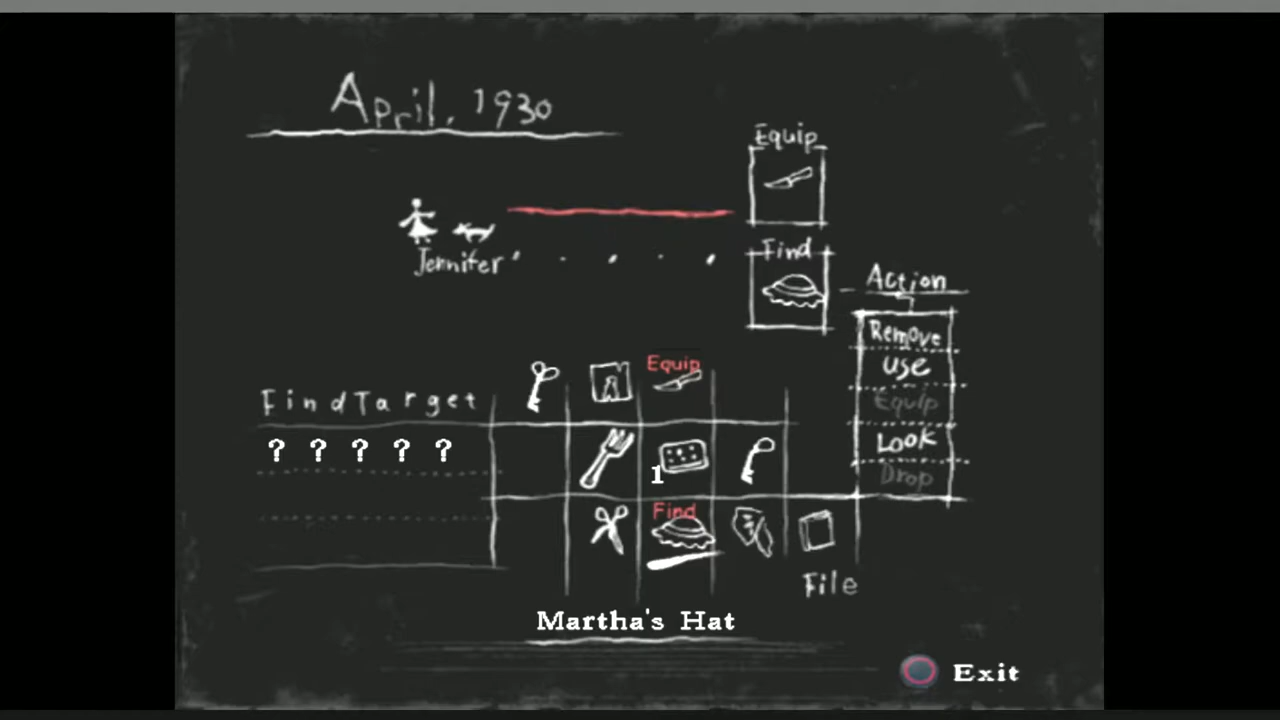 April, 1930
Equip
Jennifer
Find
Action
Remove
Use
Equip
Look
Drop
Equip
FindTarget
? ? ? ? ?
1
Find
File
Martha's Hat
Exit